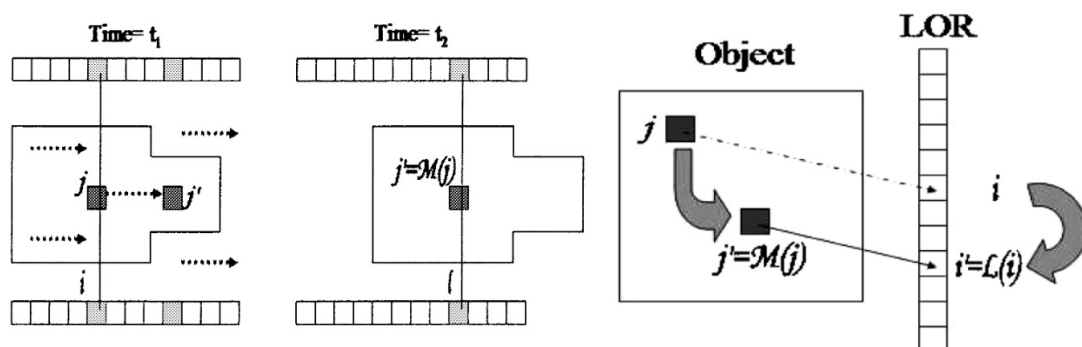 Time= t₁
j
j'
i
Time= t₂
j'=M(j)
i
Object
j
j'=M(j)
LOR
i
i'=L(i)